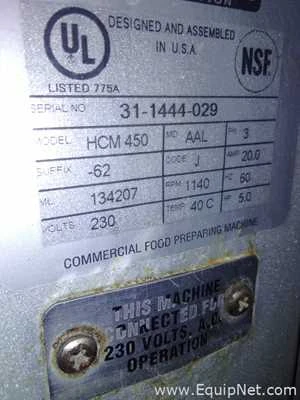 UL
DESIGNED AND ASSEMBLED
IN U.S.A.
NSF
LISTED 775A
SERIAL NO 31-1444-029
MODEL HCM 450 MD AAL PH 3
SUFFIX -62 CODE J AMP 20.0
ML 134207 RPM 1140 HZ 60
VOLTS 230 TEMP 40 C HP 5.0
COMMERCIAL FOOD PREPARING MACHINE
THIS MACHINE
CONNECTED FOR
230 VOLTS. A.C.
OPERATION
www.EquipNet.com